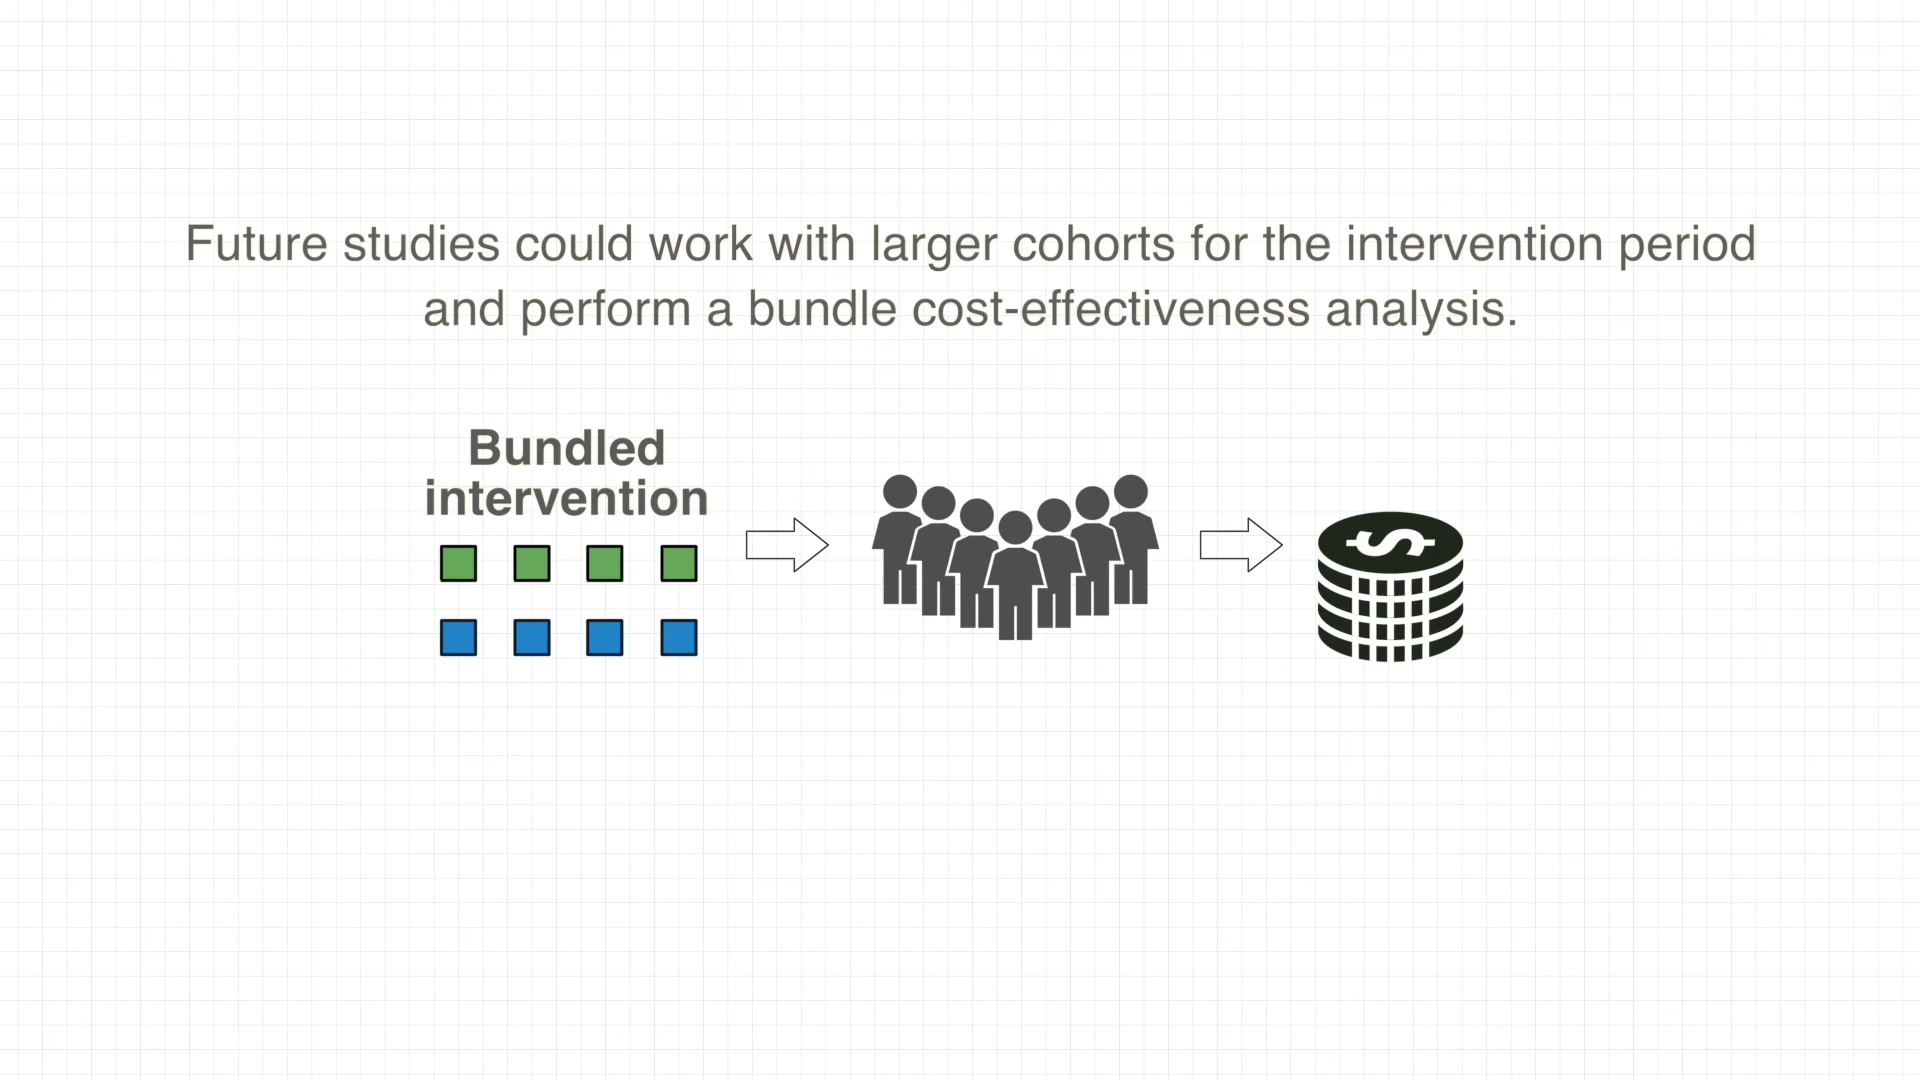 Future studies could work with larger cohorts for the intervention period
and perform a bundle cost-effectiveness analysis.
Bundled
intervention
$